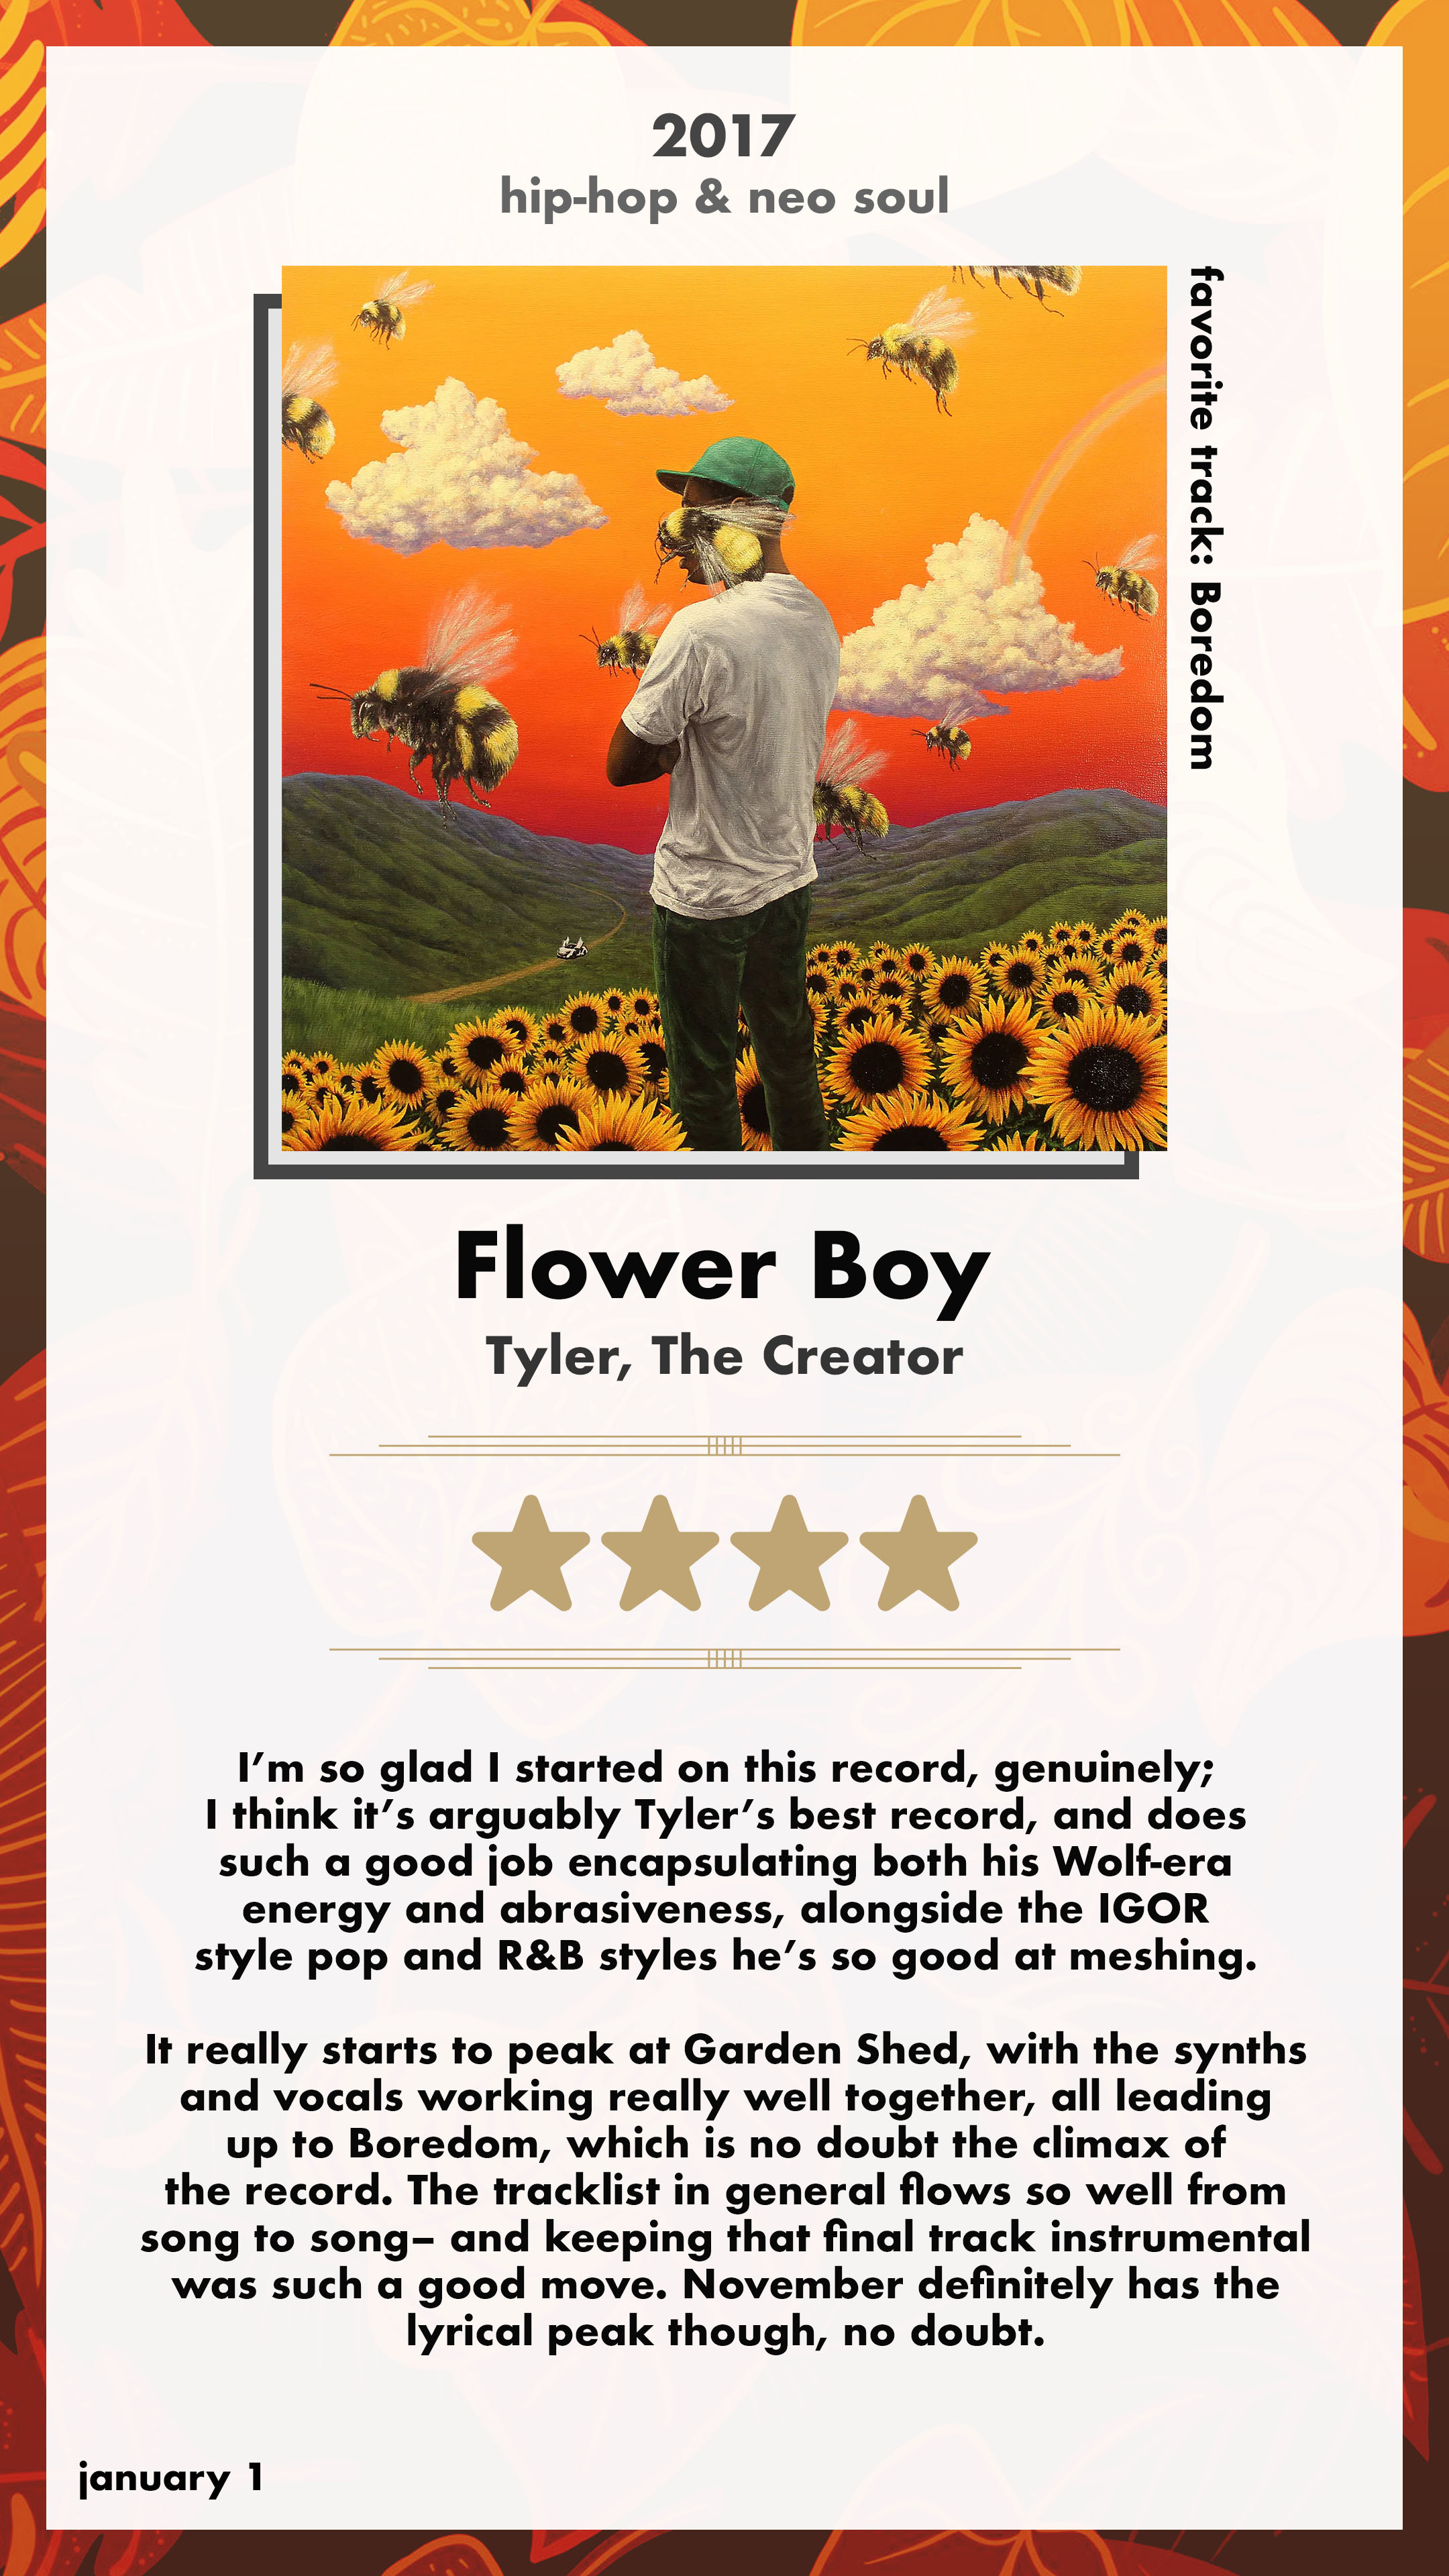 2017
hip-hop & neo soul
favorite track: Boredom
Flower Boy
Tyler, The Creator
I’m so glad I started on this record, genuinely;
I think it’s arguably Tyler’s best record, and does
such a good job encapsulating both his Wolf-era
energy and abrasiveness, alongside the IGOR
style pop and R&B styles he’s so good at meshing.
It really starts to peak at Garden Shed, with the synths
and vocals working really well together, all leading
up to Boredom, which is no doubt the climax of
the record. The tracklist in general flows so well from
song to song– and keeping that final track instrumental
was such a good move. November definitely has the
lyrical peak though, no doubt.
january 1